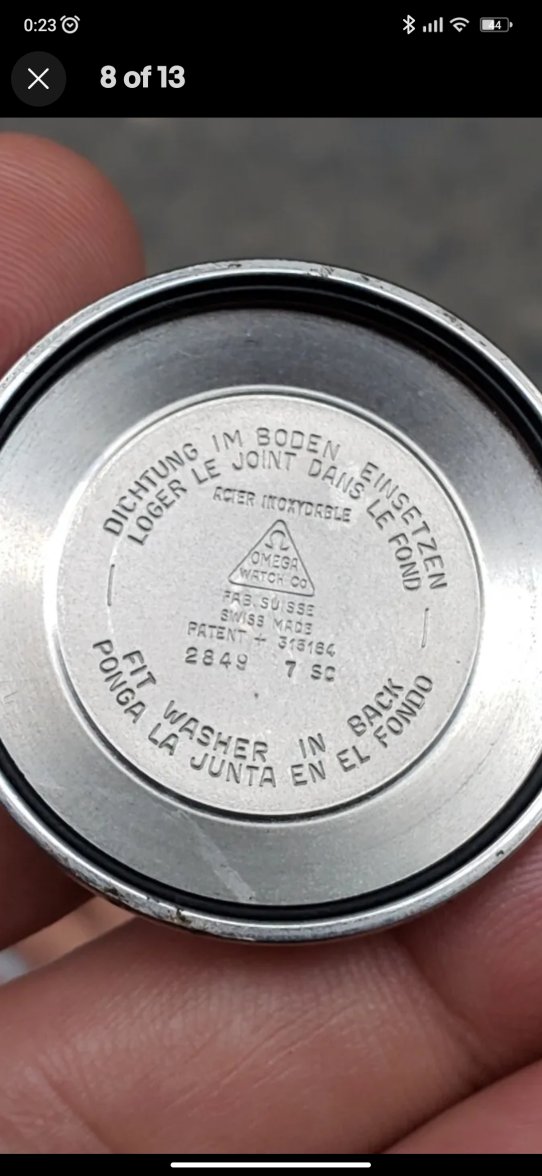 0:23
44
8 of 13
DICHTUNG IM BODEN EINSETZEN
LOGER LE JOINT DANS LE FOND
ACIER INOXYDABLE
Ω
OMEGA
WATCH Co
FAB. SUISSE
SWISS MADE
PATENT + 313164
2849 7 SC
FIT WASHER IN BACK
PONGA LA JUNTA EN EL FONDO